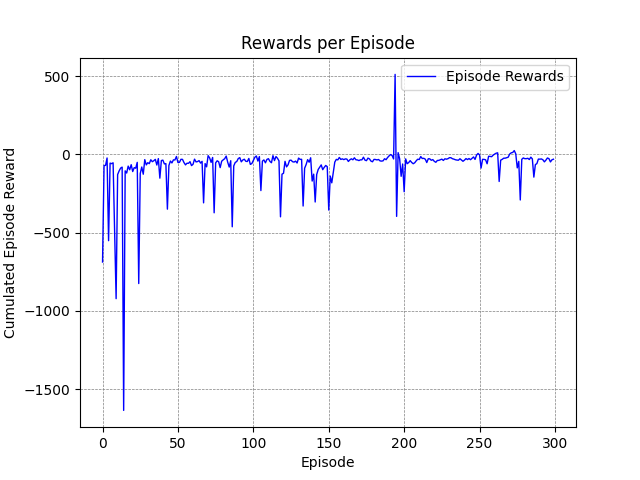 Rewards per Episode
Episode Rewards
500
0
−500
−1000
−1500
Cumulated Episode Reward
0 50 100 150 200 250 300
Episode